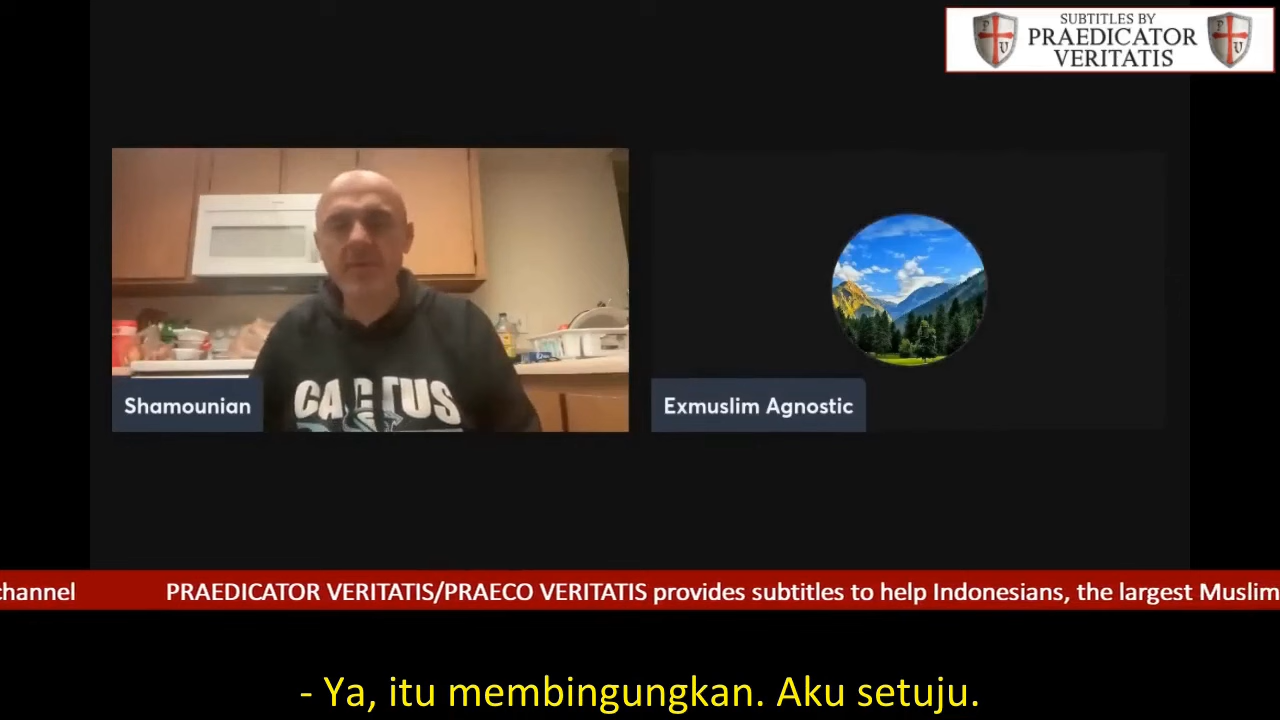 SUBTITLES BY
PRAEDICATOR
VERITATIS
P
V
P
V
CACTUS
Shamounian
Exmuslim Agnostic
channel PRAEDICATOR VERITATIS/PRAECO VERITATIS provides subtitles to help Indonesians, the largest Muslim
- Ya, itu membingungkan. Aku setuju.